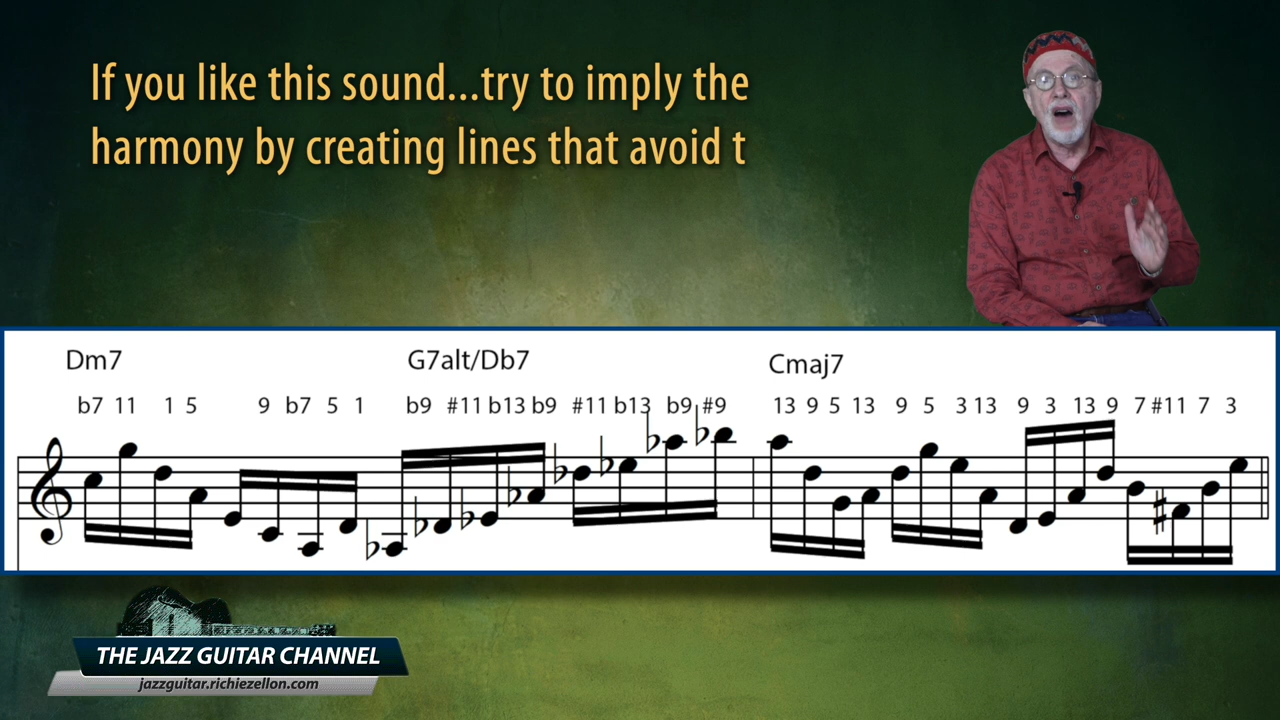 If you like this sound...try to imply the
harmony by creating lines that avoid t
Dm7 G7alt/Db7 Cmaj7
b7 11 1 5 9 b7 5 1 b9 #11 b13 b9 #11 b13 b9 #9 13 9 5 13 9 5 3 13 9 3 13 9 7 #11 7 3
THE JAZZ GUITAR CHANNEL
jazzguitar.richiezellon.com